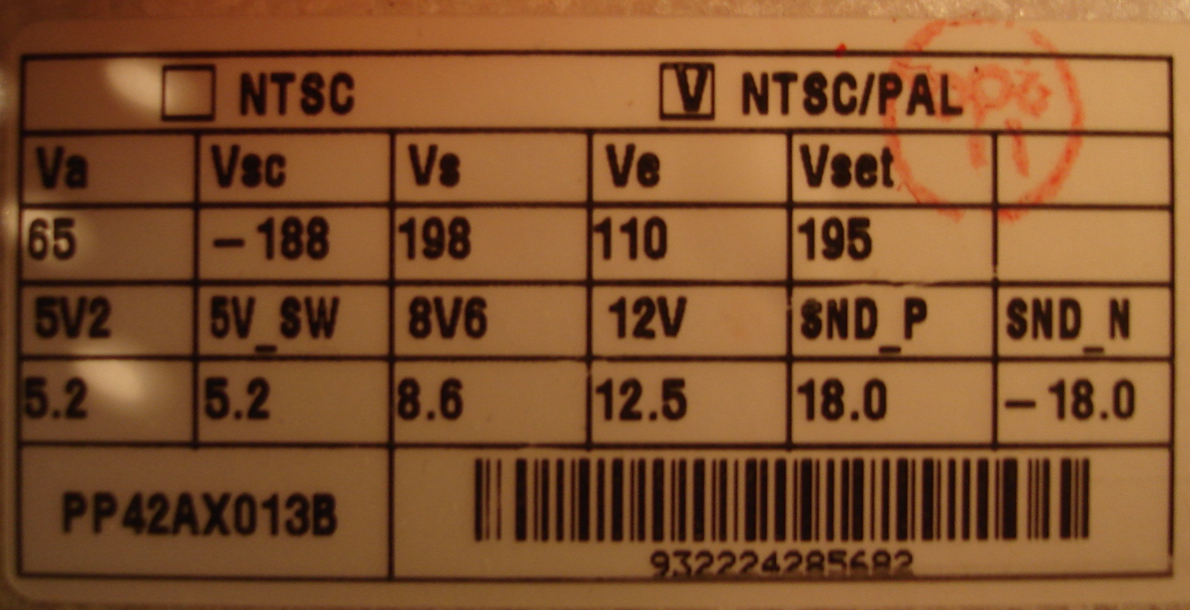 NTSC V NTSC/PAL
Va Vsc Vs Ve Vset
65 -188 198 110 195
5V2 5V_SW 8V6 12V SND_P SND_N
5.2 5.2 8.6 12.5 18.0 -18.0
PP42AX013B
932224285682